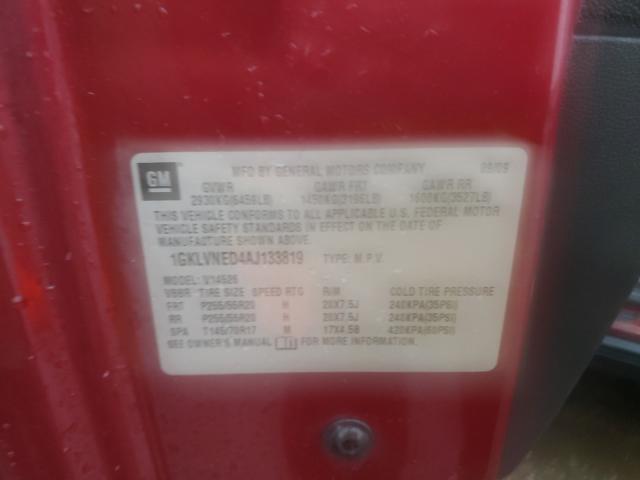 GM
MFD BY GENERAL MOTORS COMPANY 09/09
GVWR GAWR FRT GAWR RR
2930KG(6459LB) 1450KG(3196LB) 1600KG(3527LB)
THIS VEHICLE CONFORMS TO ALL APPLICABLE U.S. FEDERAL MOTOR
VEHICLE SAFETY STANDARDS IN EFFECT ON THE DATE OF
MANUFACTURE SHOWN ABOVE.
1GKLVNED4AJ133819 TYPE: M.P.V.
MODEL: V14526
TIRE SIZE SPEED RTG RIM COLD TIRE PRESSURE
FRT P255/55R20 H 20X7.5J 240KPA(35PSI)
RR P255/55R20 H 20X7.5J 240KPA(35PSI)
SPA T145/70R17 M 17X4.5B 420KPA(60PSI)
SEE OWNER'S MANUAL FOR MORE INFORMATION.